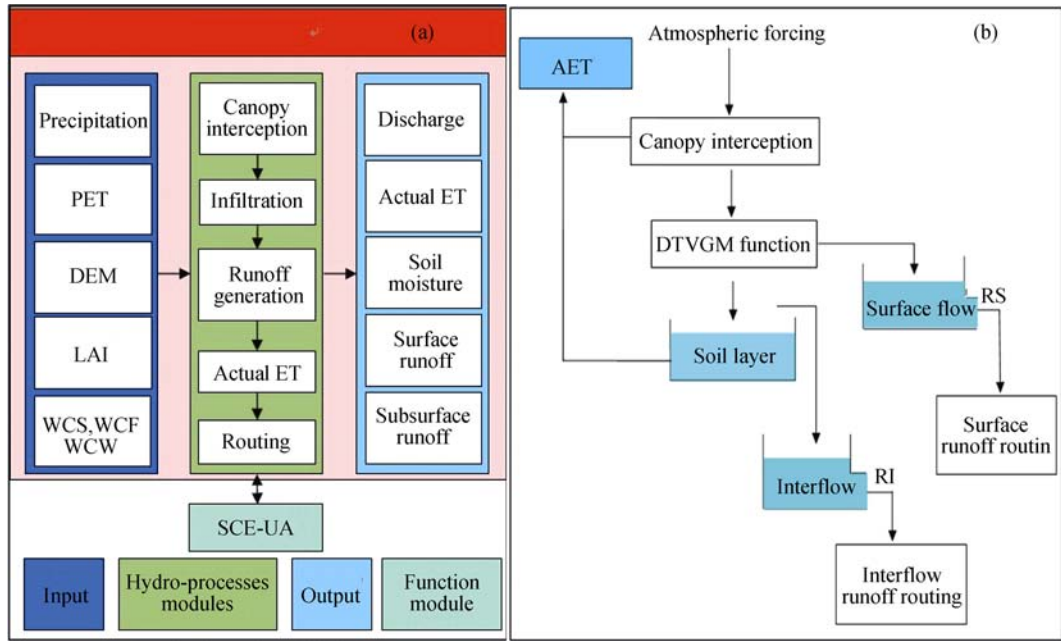 (a)
Precipitation
PET
DEM
LAI
WCS,WCF
WCW
Canopy
interception
Infiltration
Runoff
generation
Actual ET
Routing
Discharge
Actual ET
Soil
moisture
Surface
runoff
Subsurface
runoff
SCE-UA
Input
Hydro-processes
modules
Output
Function
module
(b)
Atmospheric forcing
AET
Canopy interception
DTVGM function
Surface flow
RS
Soil layer
Surface
runoff routin
Interflow
RI
Interflow
runoff routing